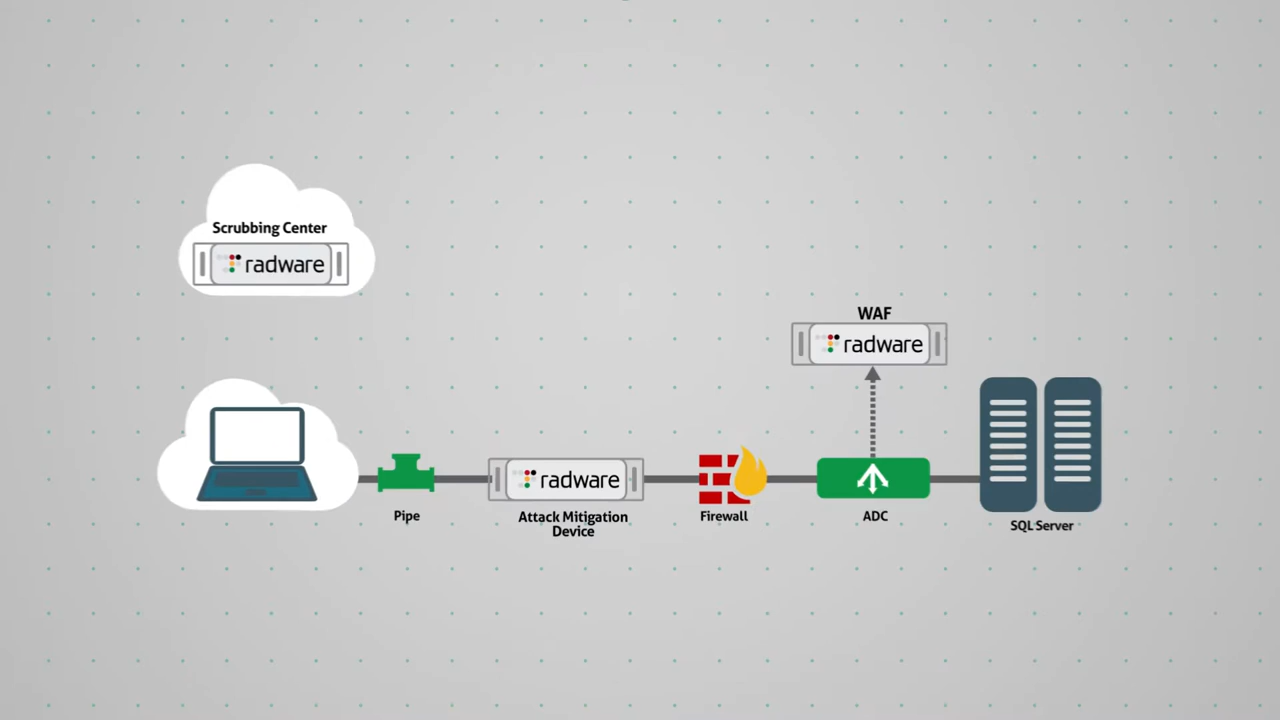 Scrubbing Center
radware
WAF
radware
radware
Pipe
Attack Mitigation
Device
Firewall
ADC
SQL Server